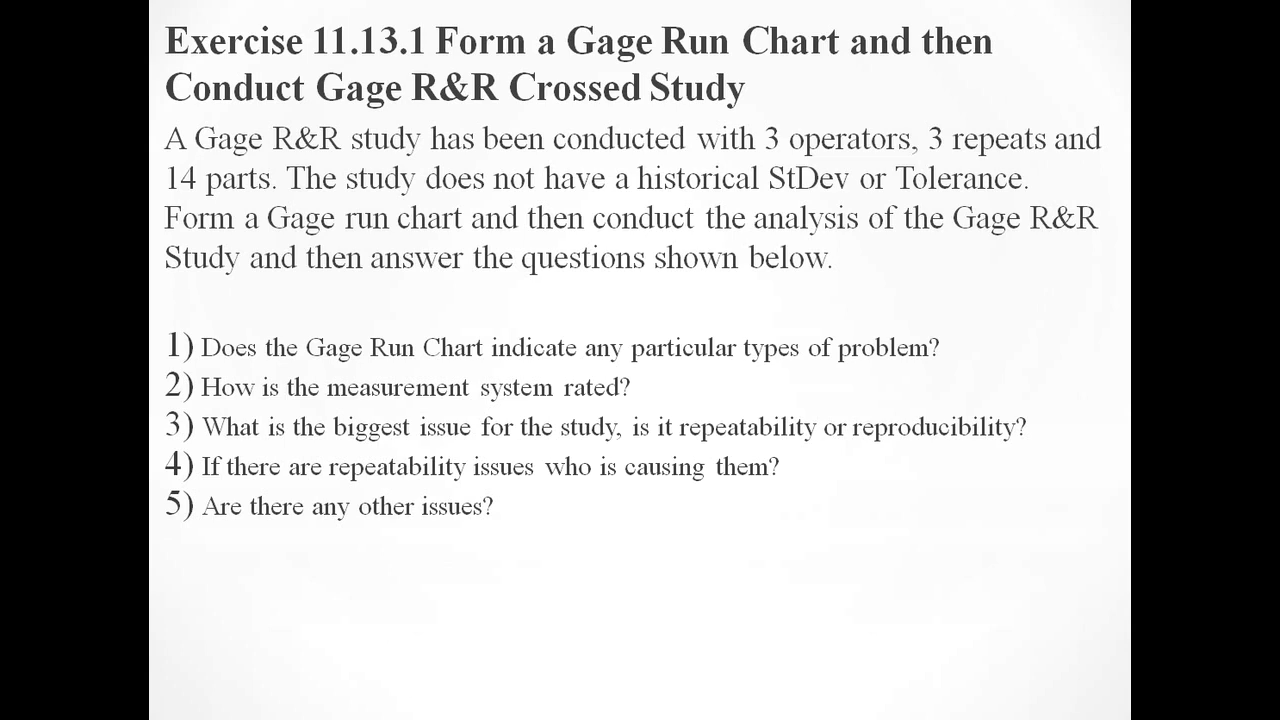 Exercise 11.13.1 Form a Gage Run Chart and then
Conduct Gage R&R Crossed Study
A Gage R&R study has been conducted with 3 operators, 3 repeats and
14 parts. The study does not have a historical StDev or Tolerance.
Form a Gage run chart and then conduct the analysis of the Gage R&R
Study and then answer the questions shown below.
1) Does the Gage Run Chart indicate any particular types of problem?
2) How is the measurement system rated?
3) What is the biggest issue for the study, is it repeatability or reproducibility?
4) If there are repeatability issues who is causing them?
5) Are there any other issues?